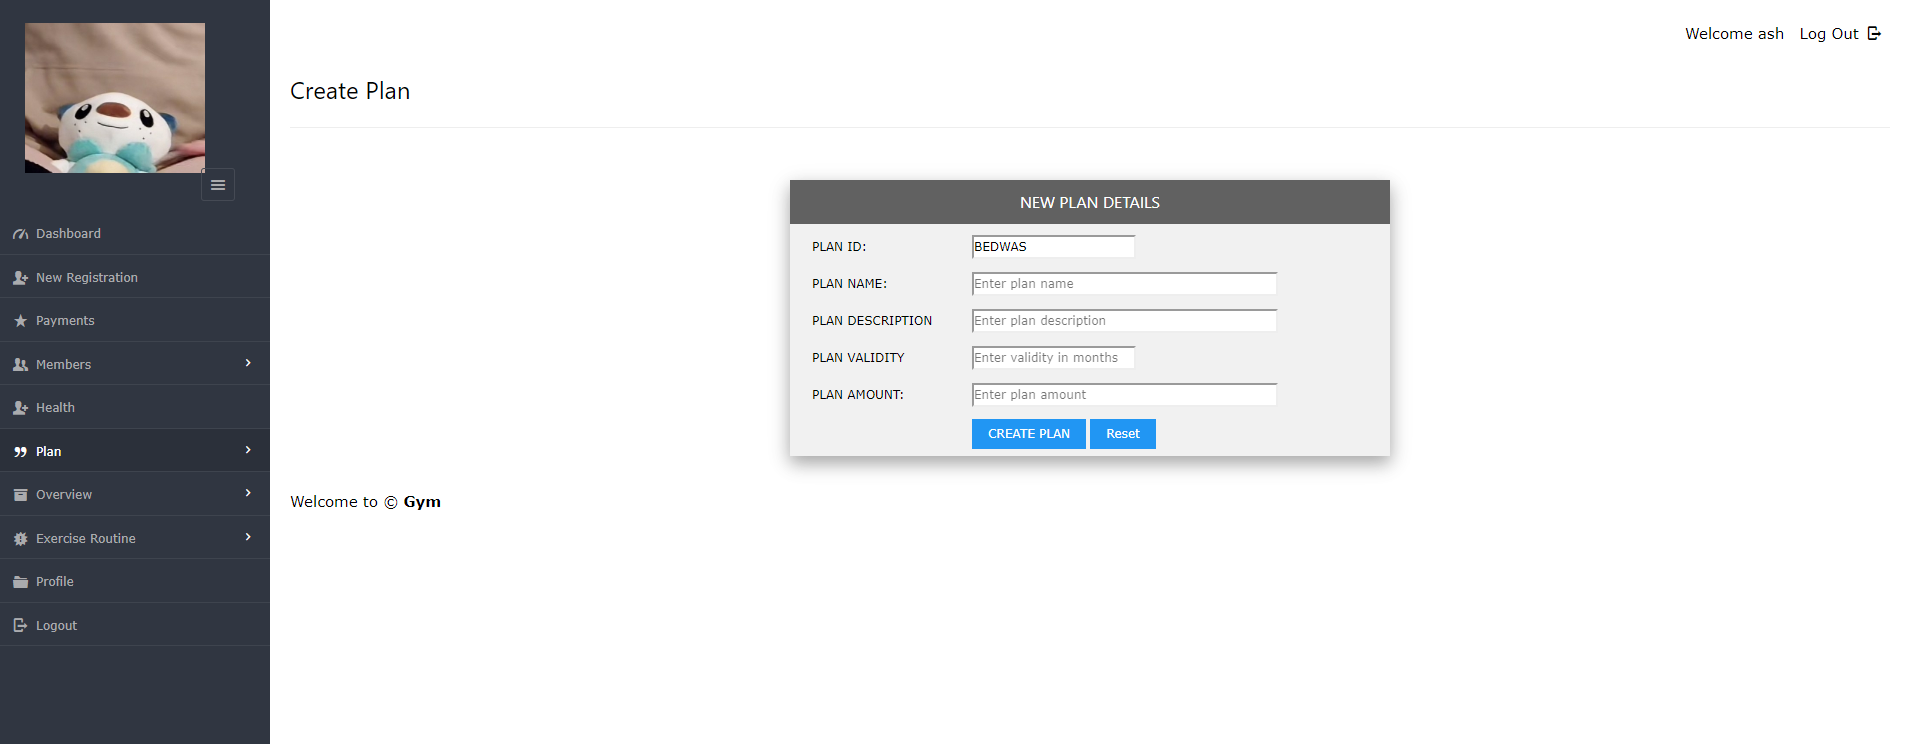 Welcome ash Log Out
Create Plan
Dashboard
New Registration
Payments
Members
Health
Plan
Overview
Exercise Routine
Profile
Logout
NEW PLAN DETAILS
PLAN ID: BEDWAS
PLAN NAME: Enter plan name
PLAN DESCRIPTION Enter plan description
PLAN VALIDITY Enter validity in months
PLAN AMOUNT: Enter plan amount
CREATE PLAN Reset
Welcome to © Gym